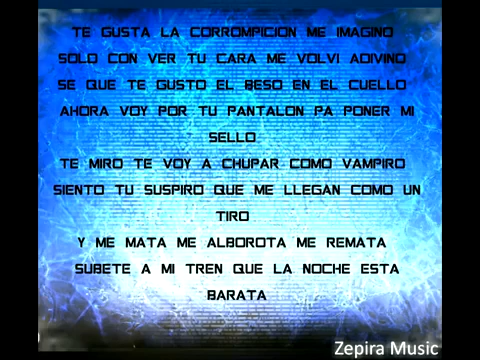 TE GUSTA LA CORROMPICION ME IMAGINO
SOLO CON VER TU CARA ME VOLVI ADIVINO
SE QUE TE GUSTO EL BESO EN EL CUELLO
AHORA VOY POR TU PANTALON PA PONER MI
SELLO
TE MIRO TE VOY A CHUPAR COMO VAMPIRO
SIENTO TU SUSPIRO QUE ME LLEGAN COMO UN
TIRO
Y ME MATA ME ALBOROTA ME REMATA
SUBETE A MI TREN QUE LA NOCHE ESTA
BARATA
Zepira Music